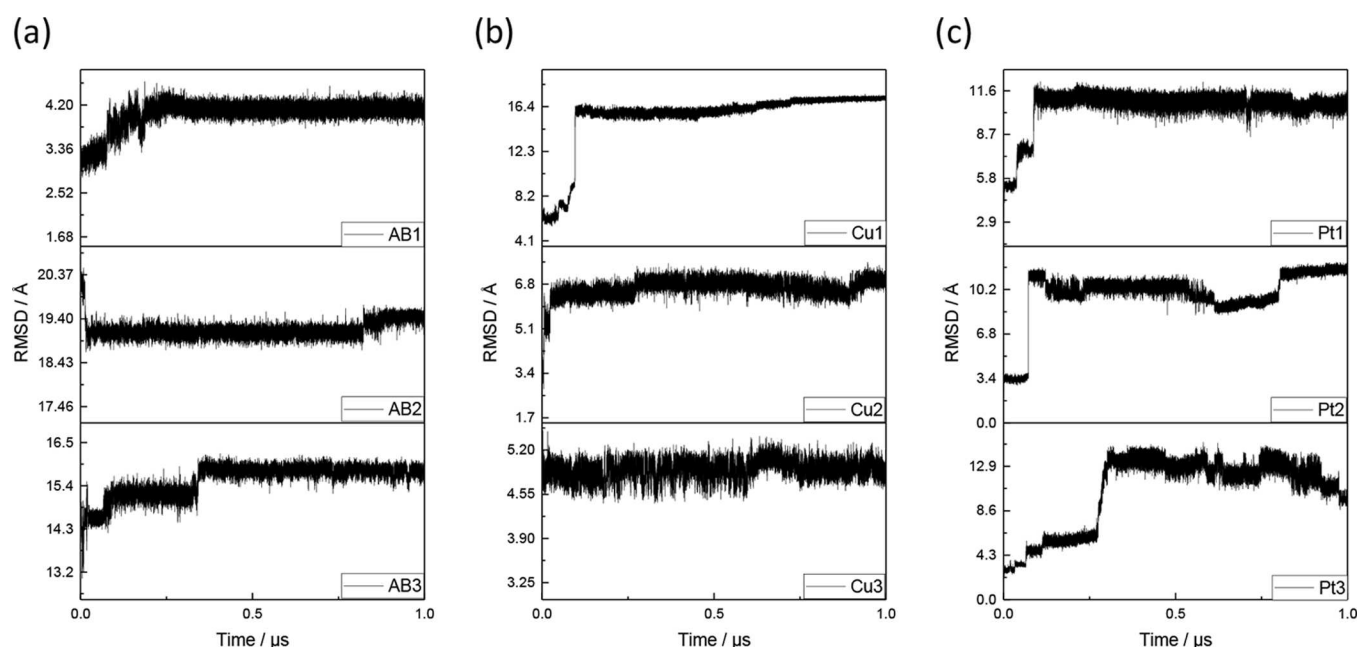 (a)
(b)
(c)
4.20
3.36
2.52
1.68
AB1
20.37
19.40
18.43
17.46
AB2
16.5
15.4
14.3
13.2
AB3
RMSD / Å
0.0
0.5
1.0
Time / μs
16.4
12.3
8.2
4.1
Cu1
6.8
5.1
3.4
1.7
Cu2
5.20
4.55
3.90
3.25
Cu3
RMSD / Å
0.0
0.5
1.0
Time / μs
11.6
8.7
5.8
2.9
Pt1
10.2
6.8
3.4
0.0
Pt2
12.9
8.6
4.3
0.0
Pt3
RMSD / Å
0.0
0.5
1.0
Time / μs